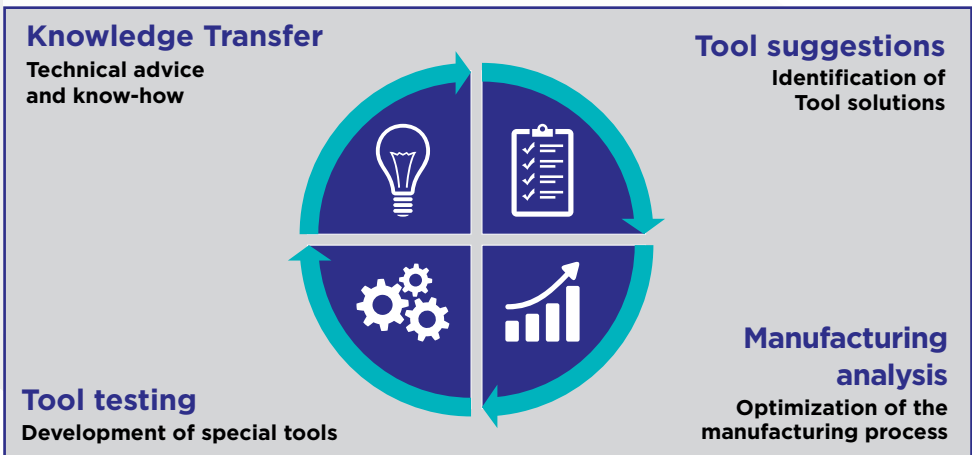 Knowledge Transfer
Technical advice
and know-how
Tool suggestions
Identification of
Tool solutions
Manufacturing
analysis
Optimization of the
manufacturing process
Tool testing
Development of special tools